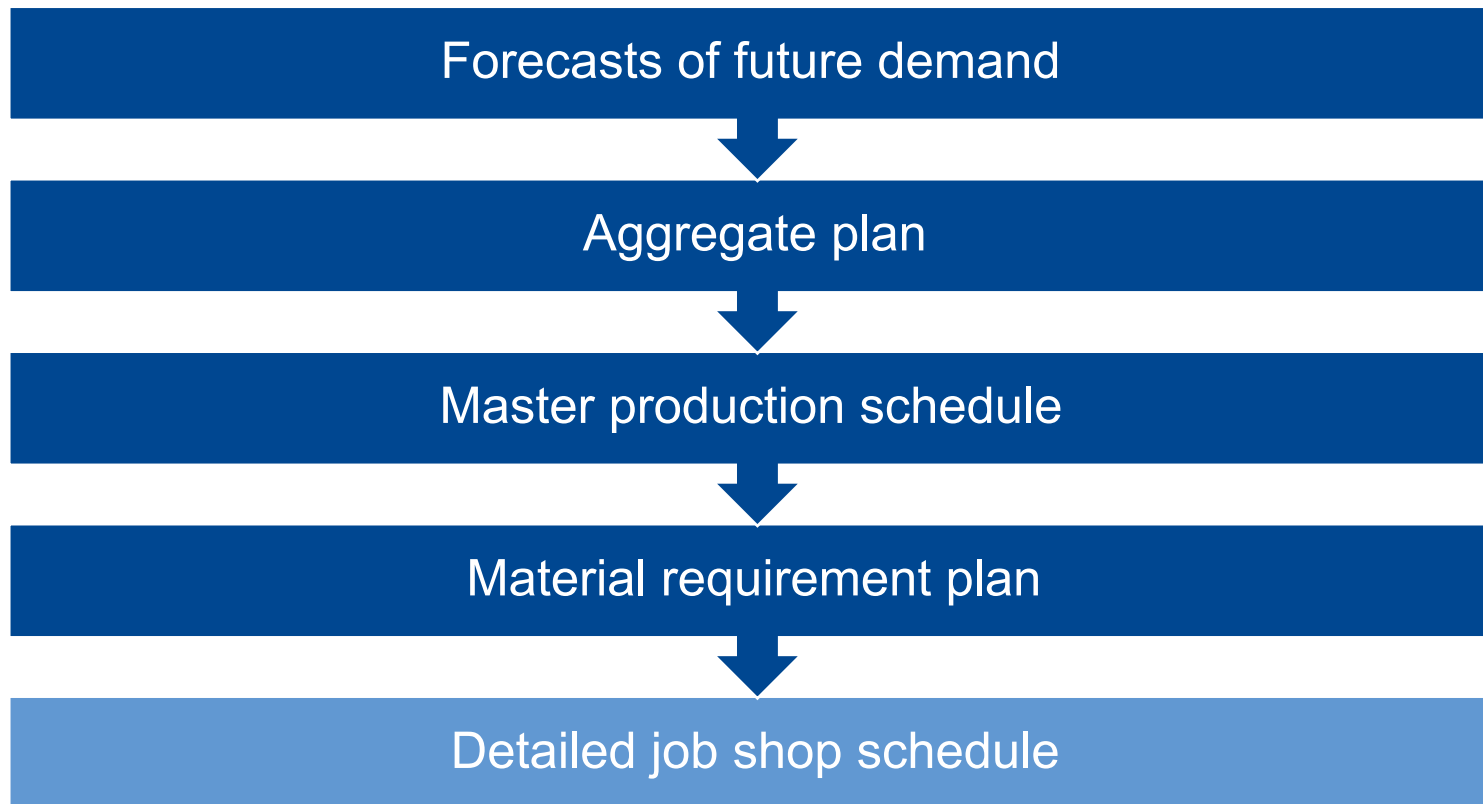 Forecasts of future demand
Aggregate plan
Master production schedule
Material requirement plan
Detailed job shop schedule